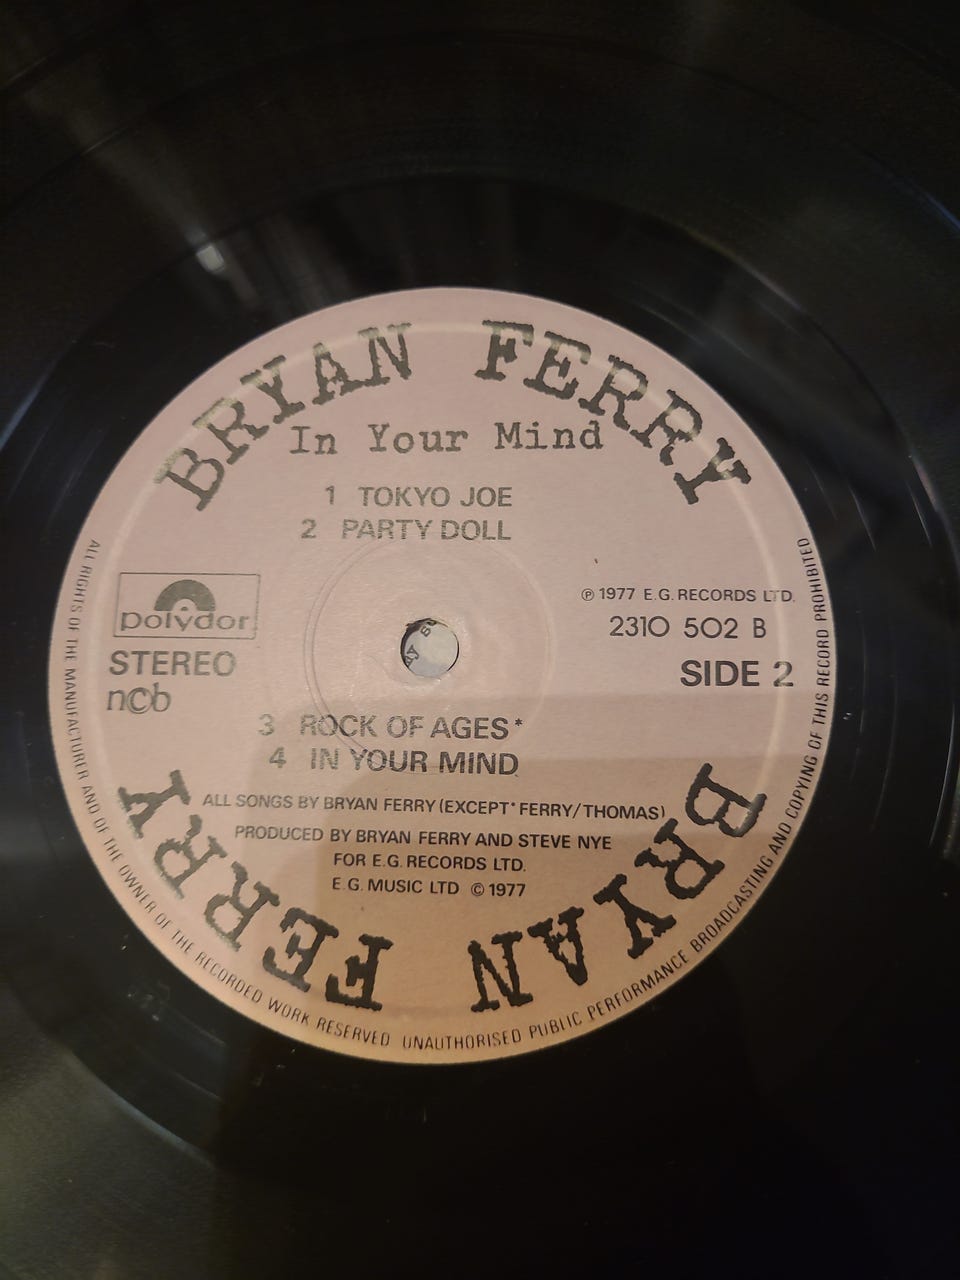 BRYAN FERRY
In Your Mind
1 TOKYO JOE
2 PARTY DOLL
polydor
STEREO
ncb
℗ 1977 E.G. RECORDS LTD.
2310 502 B
SIDE 2
3 ROCK OF AGES*
4 IN YOUR MIND
ALL SONGS BY BRYAN FERRY (EXCEPT* FERRY/THOMAS)
PRODUCED BY BRYAN FERRY AND STEVE NYE
FOR E.G. RECORDS LTD.
E.G. MUSIC LTD © 1977
BRYAN FERRY
ALL RIGHTS OF THE MANUFACTURER AND OF THE OWNER OF THE RECORDED WORK RESERVED UNAUTHORISED PUBLIC PERFORMANCE BROADCASTING AND COPYING OF THIS RECORD PROHIBITED